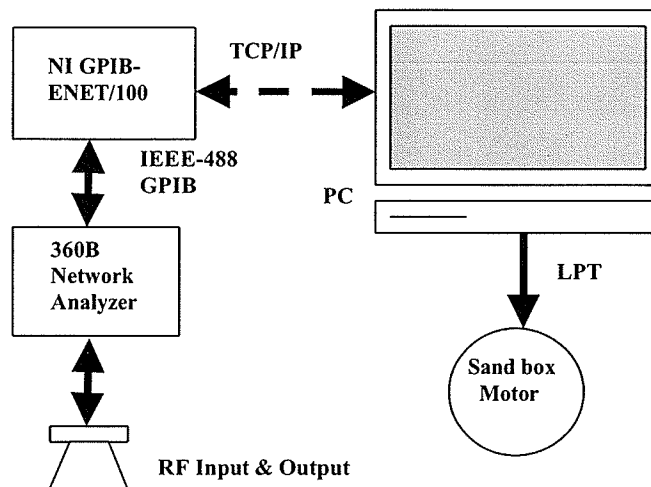 NI GPIB-
ENET/100
TCP/IP
IEEE-488
GPIB
PC
360B
Network
Analyzer
LPT
Sand box
Motor
RF Input & Output